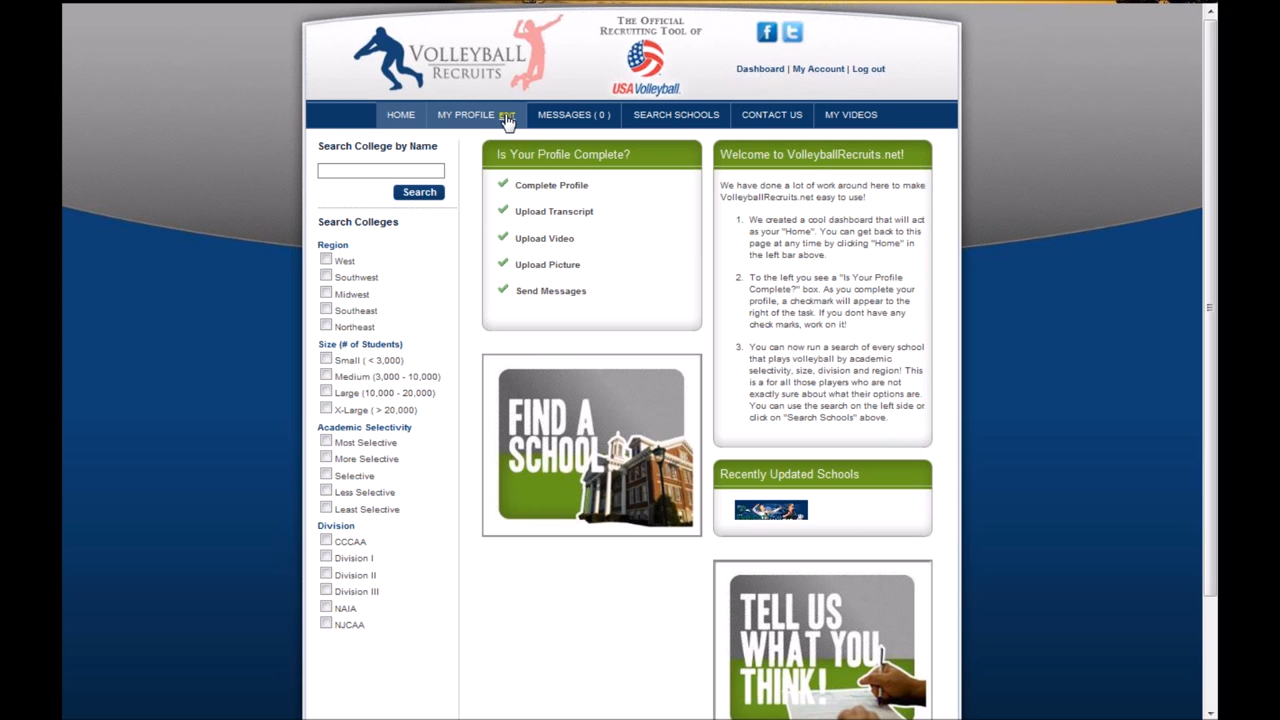 VOLLEYBALL
RECRUITS
THE OFFICIAL
RECRUITING TOOL OF
USAVolleyball.
Dashboard | My Account | Log out
HOME
MY PROFILE EDIT
MESSAGES ( 0 )
SEARCH SCHOOLS
CONTACT US
MY VIDEOS
Search College by Name
Search
Search Colleges
Region
West
Southwest
Midwest
Southeast
Northeast
Size (# of Students)
Small ( < 3,000)
Medium (3,000 - 10,000)
Large (10,000 - 20,000)
X-Large ( > 20,000)
Academic Selectivity
Most Selective
More Selective
Selective
Less Selective
Least Selective
Division
CCCAA
Division I
Division II
Division III
NAIA
NJCAA
Is Your Profile Complete?
Complete Profile
Upload Transcript
Upload Video
Upload Picture
Send Messages
FIND A
SCHOOL
Welcome to VolleyballRecruits.net!
We have done a lot of work around here to make
VolleyballRecruits.net easy to use!
1. We created a cool dashboard that will act
as your "Home". You can get back to this
page at any time by clicking "Home" in
the left bar above.
2. To the left you see a "Is Your Profile
Complete?" box. As you complete your
profile, a checkmark will appear to the
right of the task. If you dont have any
check marks, work on it!
3. You can now run a search of every school
that plays volleyball by academic
selectivity, size, division and region! This
is a for all those players who are not
exactly sure about what their options are.
You can use the search on the left side or
click on "Search Schools" above.
Recently Updated Schools
TELL US
WHAT YOU
THINK!